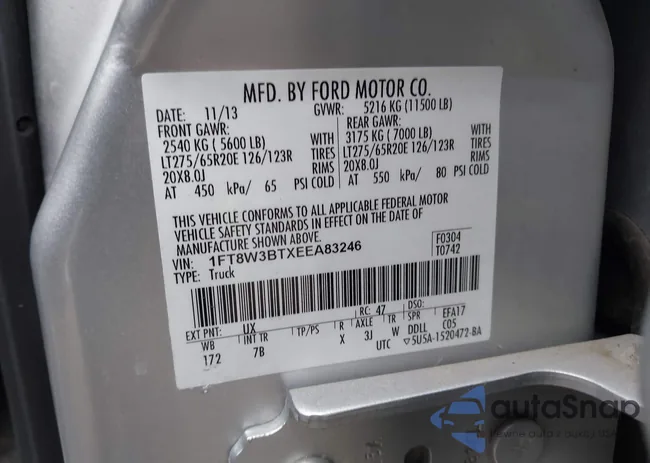 MFD. BY FORD MOTOR CO.
DATE: 11/13 GVWR: 5216 KG (11500 LB)
FRONT GAWR: REAR GAWR:
2540 KG ( 5600 LB) WITH 3175 KG ( 7000 LB) WITH
LT275/65R20E 126/123R TIRES LT275/65R20E 126/123R TIRES
20X8.0J RIMS 20X8.0J RIMS
AT 450 kPa/ 65 PSI COLD AT 550 kPa/ 80 PSI COLD
THIS VEHICLE CONFORMS TO ALL APPLICABLE FEDERAL MOTOR
VEHICLE SAFETY STANDARDS IN EFFECT ON THE DATE OF
MANUFACTURE SHOWN ABOVE.
VIN: 1FT8W3BTXEEA83246 F0304
TYPE: Truck T0742
EXT PNT: UX RC: 47 DSO:
WB INT TR TP/PS R AXLE TR SPR EFA17
172 7B X 3J W DDLL C05
UTC ▽5U5A-1520472-BA
autoSnap